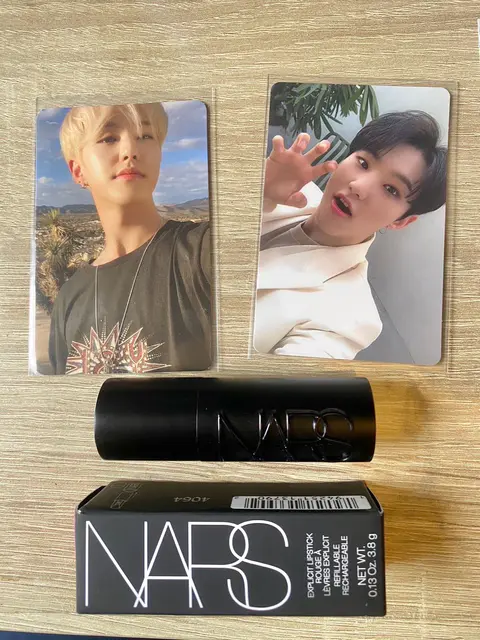 NARS
4064
NARS
EXPLICIT LIPSTICK
ROUGE À
LÈVRES EXPLICIT
REFILLABLE
RECHARGEABLE
NET WT.
0.13 Oz. 3.8 g